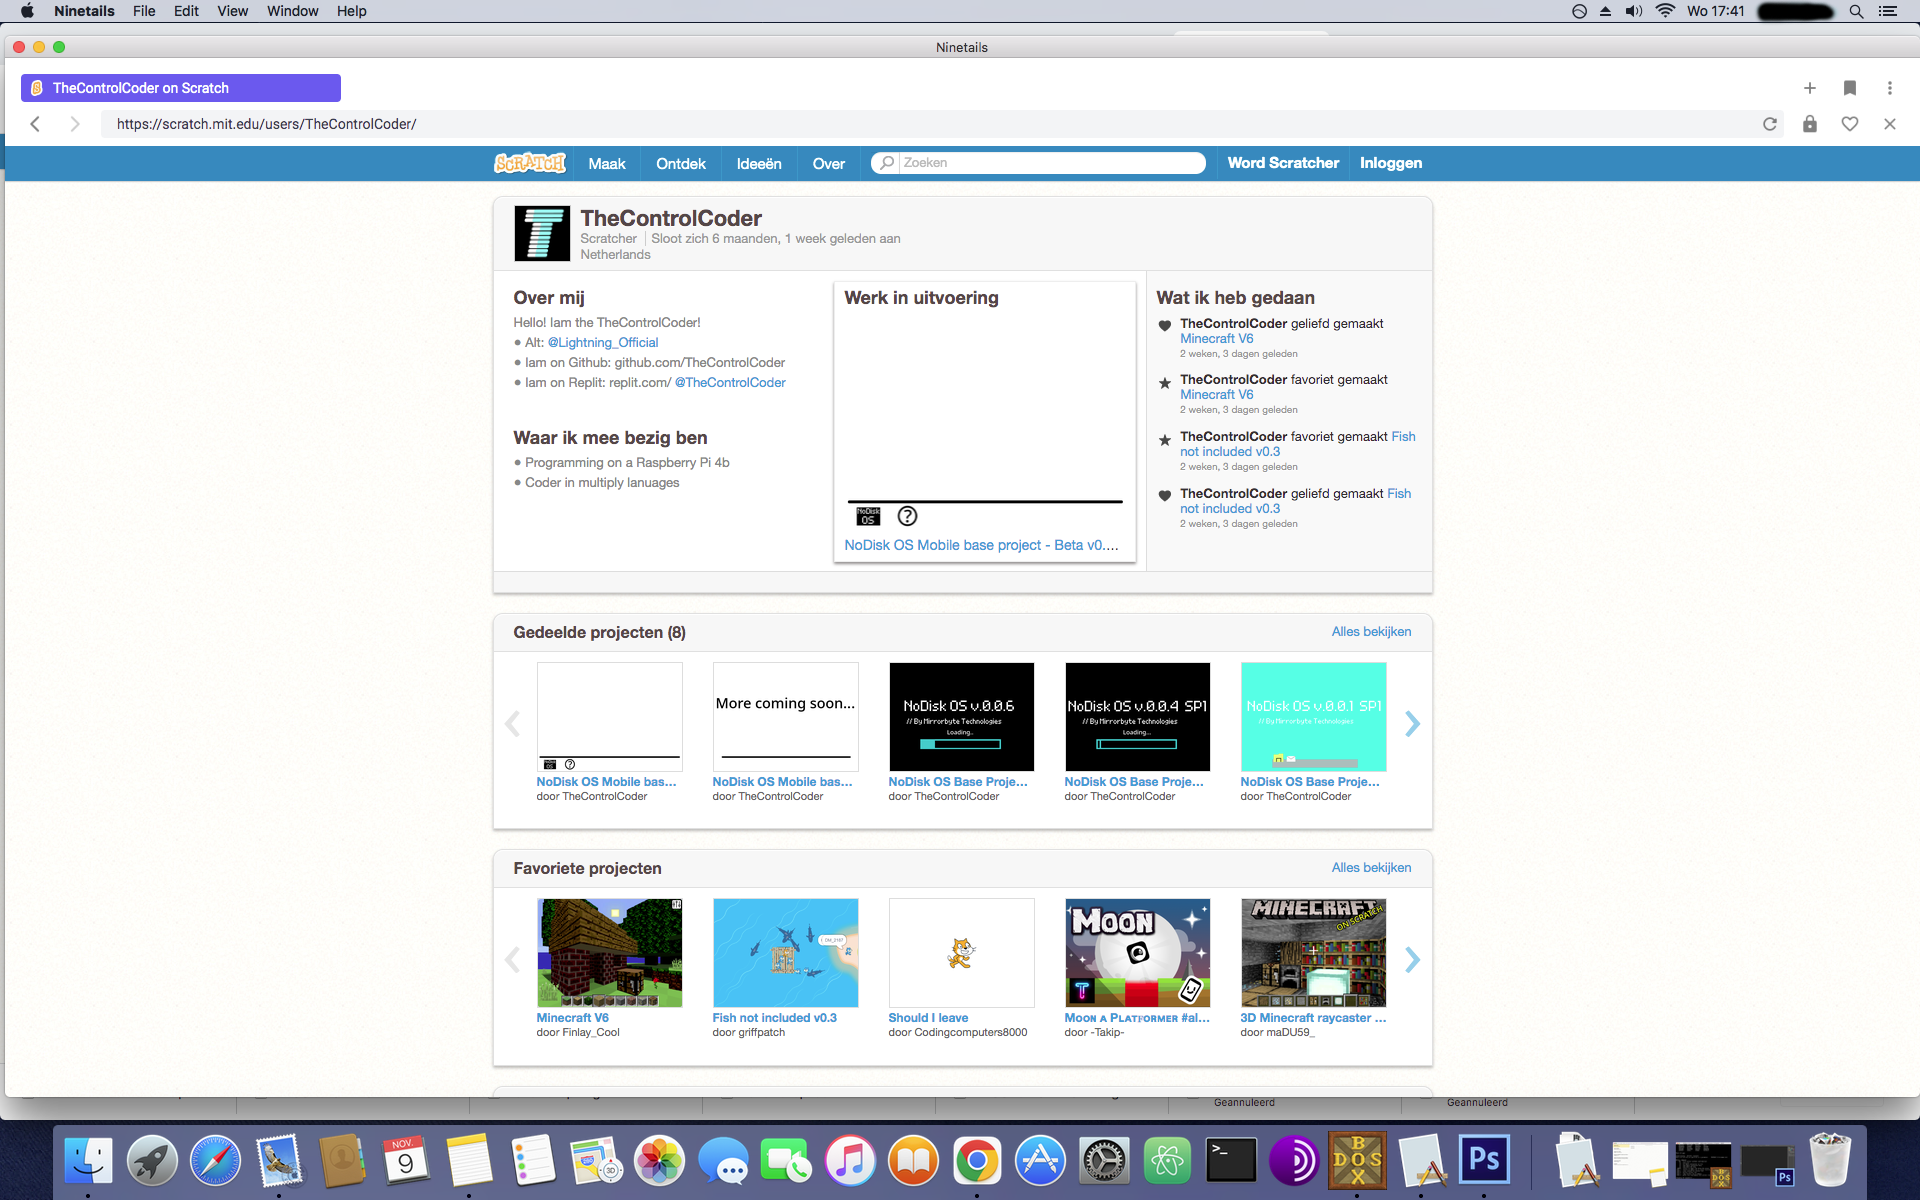 Ninetails File Edit View Window Help
Wo 17:41
Ninetails
TheControlCoder on Scratch
https://scratch.mit.edu/users/TheControlCoder/
SCRATCH Maak Ontdek Ideeën Over Zoeken Word Scratcher Inloggen
TheControlCoder
Scratcher Sloot zich 6 maanden, 1 week geleden aan
Netherlands
Over mij
Hello! Iam the TheControlCoder!
• Alt: @Lightning_Official
• Iam on Github: github.com/TheControlCoder
• Iam on Replit: replit.com/ @TheControlCoder
Waar ik mee bezig ben
• Programming on a Raspberry Pi 4b
• Coder in multiply lanuages
Werk in uitvoering
NoDisk
OS
?
NoDisk OS Mobile base project - Beta v0....
Wat ik heb gedaan
TheControlCoder geliefd gemaakt
Minecraft V6
2 weken, 3 dagen geleden
TheControlCoder favoriet gemaakt
Minecraft V6
2 weken, 3 dagen geleden
TheControlCoder favoriet gemaakt Fish
not included v0.3
2 weken, 3 dagen geleden
TheControlCoder geliefd gemaakt Fish
not included v0.3
2 weken, 3 dagen geleden
Gedeelde projecten (8)
Alles bekijken
NoDisk OS Mobile bas...
door TheControlCoder
More coming soon...
NoDisk OS Mobile bas...
door TheControlCoder
NoDisk OS v.0.0.6
// By Mirrorbyte Technologies
Loading..
NoDisk OS Base Proje...
door TheControlCoder
NoDisk OS v.0.0.4 SP1
// By Mirrorbyte Technologies
Loading...
NoDisk OS Base Proje...
door TheControlCoder
NoDisk OS v.0.0.1 SP1
// By Mirrorbyte Technologies
NoDisk OS Base Proje...
door TheControlCoder
Favoriete projecten
Alles bekijken
Minecraft V6
door Finlay_Cool
Fish not included v0.3
door griffpatch
Should I leave
door Codingcomputers8000
MOON
T
Moon a Platformer #al...
door -Takip-
MINECRAFT
ON SCRATCH
3D Minecraft raycaster ...
door maDU59_
Geannuleerd
Geannuleerd
NOV.
9
3D
>_
DOS
BOX
Ps
DOS
BOX
Ps